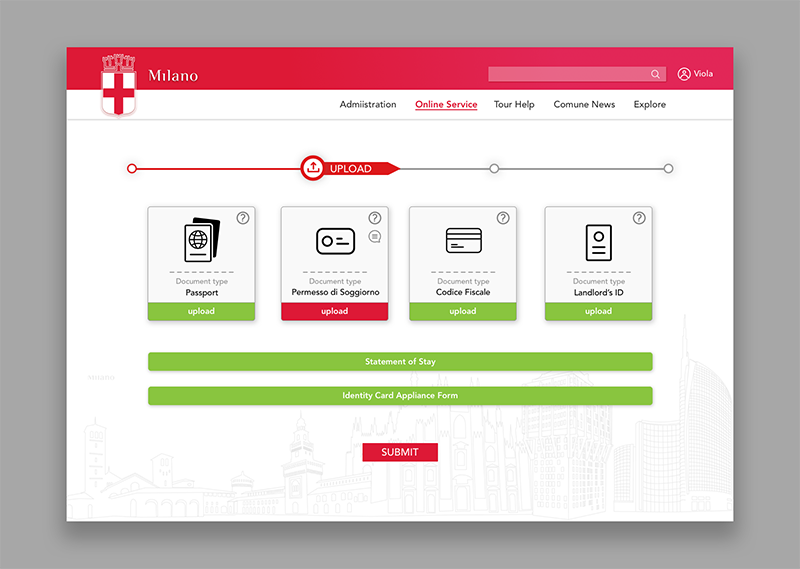 Milano
Viola
Admiistration
Online Service
Tour Help
Comune News
Explore
UPLOAD
?
?
?
?
Document type
Passport
upload
Document type
Permesso di Soggiorno
upload
Document type
Codice Fiscale
upload
Document type
Landlord's ID
upload
Statement of Stay
MILANO
Identity Card Appliance Form
SUBMIT